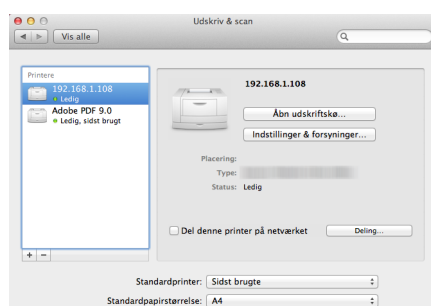 Udskriv & scan
Vis alle
Printere
192.168.1.108
Ledig
Adobe PDF 9.0
Ledig, sidst brugt
192.168.1.108
Åbn udskriftskø...
Indstillinger & forsyninger...
Placering:
Type:
Status: Ledig
Del denne printer på netværket
Deling...
+ −
Standardprinter: Sidst brugte
Standardpapirstørrelse: A4